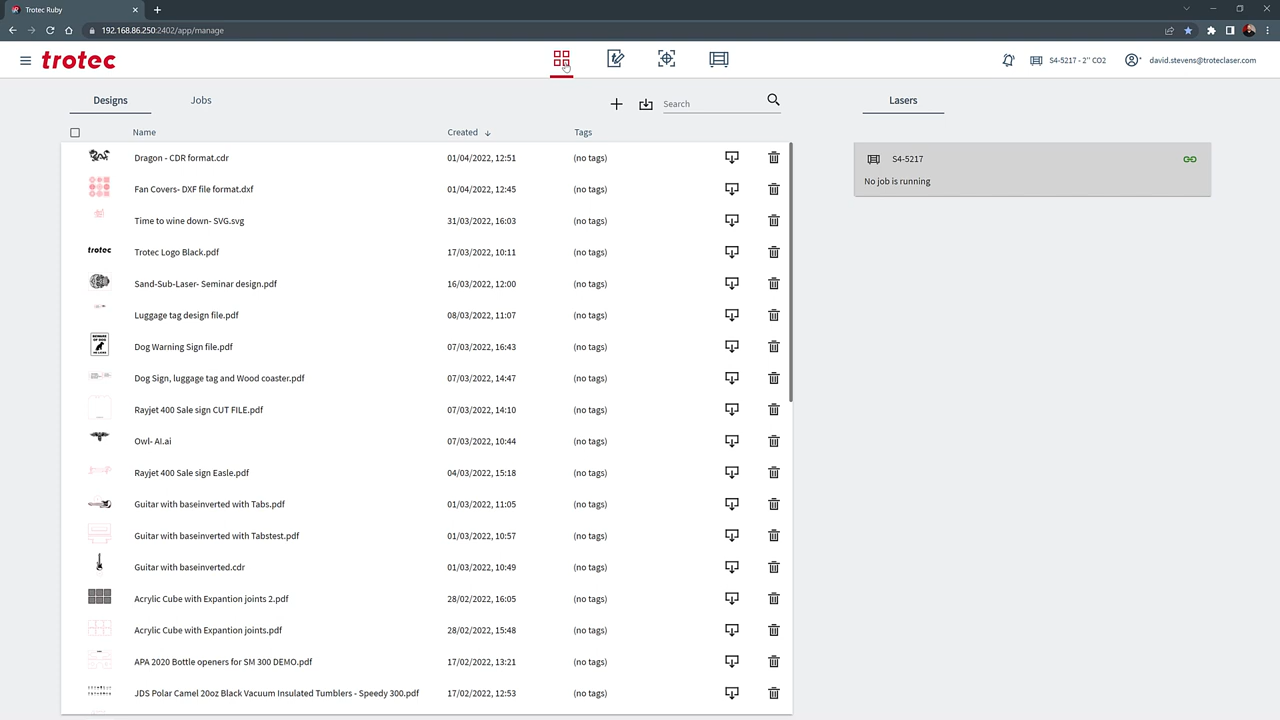 Trotec Ruby
192.168.86.250:2402/app/manage
trotec
S4-5217 - 2'' CO2
david.stevens@troteclaser.com
Designs Jobs Search Lasers
Name Created Tags
Dragon - CDR format.cdr 01/04/2022, 12:51 (no tags)
S4-5217
No job is running
Fan Covers- DXF file format.dxf 01/04/2022, 12:45 (no tags)
Time to wine down- SVG.svg 31/03/2022, 16:03 (no tags)
trotec Trotec Logo Black.pdf 17/03/2022, 10:11 (no tags)
Sand-Sub-Laser- Seminar design.pdf 16/03/2022, 12:00 (no tags)
Luggage tag design file.pdf 08/03/2022, 11:07 (no tags)
Dog Warning Sign file.pdf 07/03/2022, 16:43 (no tags)
Dog Sign, luggage tag and Wood coaster.pdf 07/03/2022, 14:47 (no tags)
Rayjet 400 Sale sign CUT FILE.pdf 07/03/2022, 14:10 (no tags)
Owl- AI.ai 07/03/2022, 10:44 (no tags)
Rayjet 400 Sale sign Easle.pdf 04/03/2022, 15:18 (no tags)
Guitar with baseinverted with Tabs.pdf 01/03/2022, 11:05 (no tags)
Guitar with baseinverted with Tabstest.pdf 01/03/2022, 10:57 (no tags)
Guitar with baseinverted.cdr 01/03/2022, 10:49 (no tags)
Acrylic Cube with Expantion joints 2.pdf 28/02/2022, 16:05 (no tags)
Acrylic Cube with Expantion joints.pdf 28/02/2022, 15:48 (no tags)
APA 2020 Bottle openers for SM 300 DEMO.pdf 17/02/2022, 13:21 (no tags)
JDS Polar Camel 20oz Black Vacuum Insulated Tumblers - Speedy 300.pdf 17/02/2022, 12:53 (no tags)